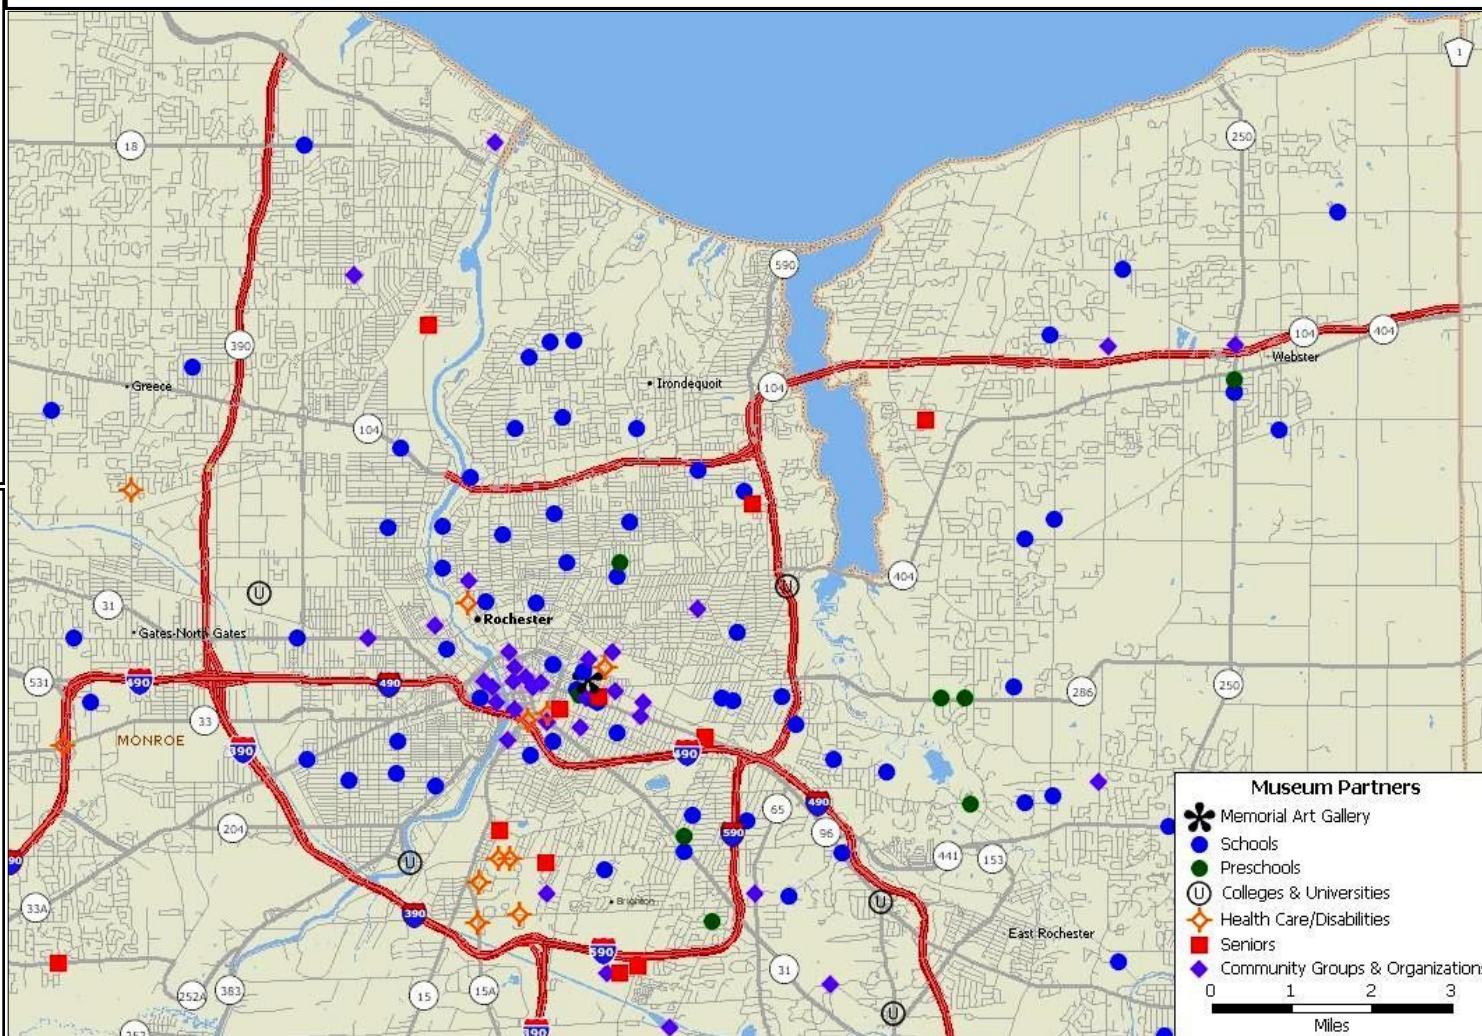 1
18
250
590
390
104
404
Webster
Greece
Irondequoit
104
104
404
31
Rochester
Gates-North Gates
531
490
490
286
250
33
MONROE
390
490
490
65
96
204
590
441
153
90
33A
390
Brighton
East Rochester
590
31
252A
383
15
15A
390
U
U
U
U
U
Museum Partners
Memorial Art Gallery
Schools
Preschools
U Colleges & Universities
Health Care/Disabilities
Seniors
Community Groups & Organizations
0 1 2 3
Miles